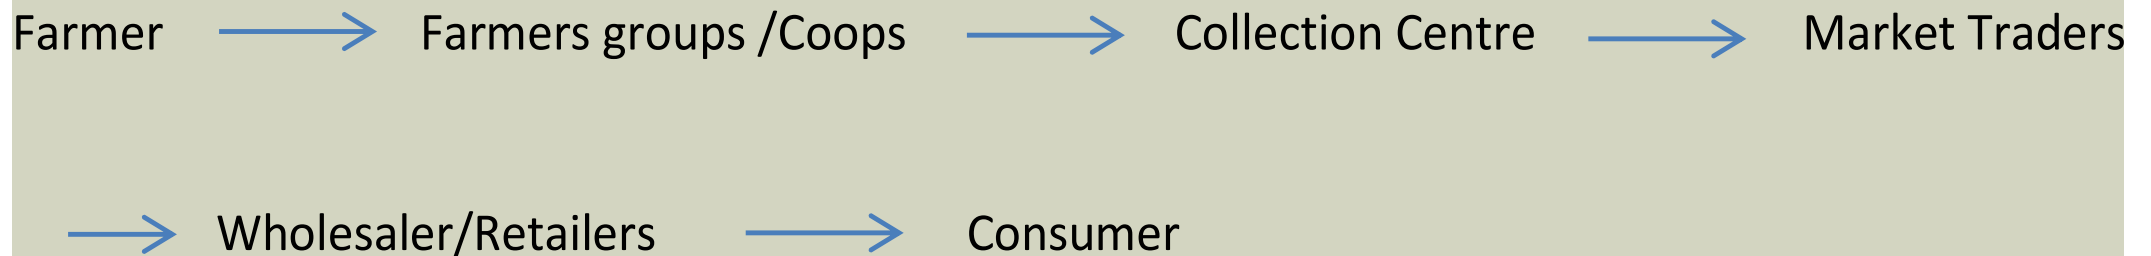 Farmer Farmers groups /Coops Collection Centre Market Traders
Wholesaler/Retailers Consumer